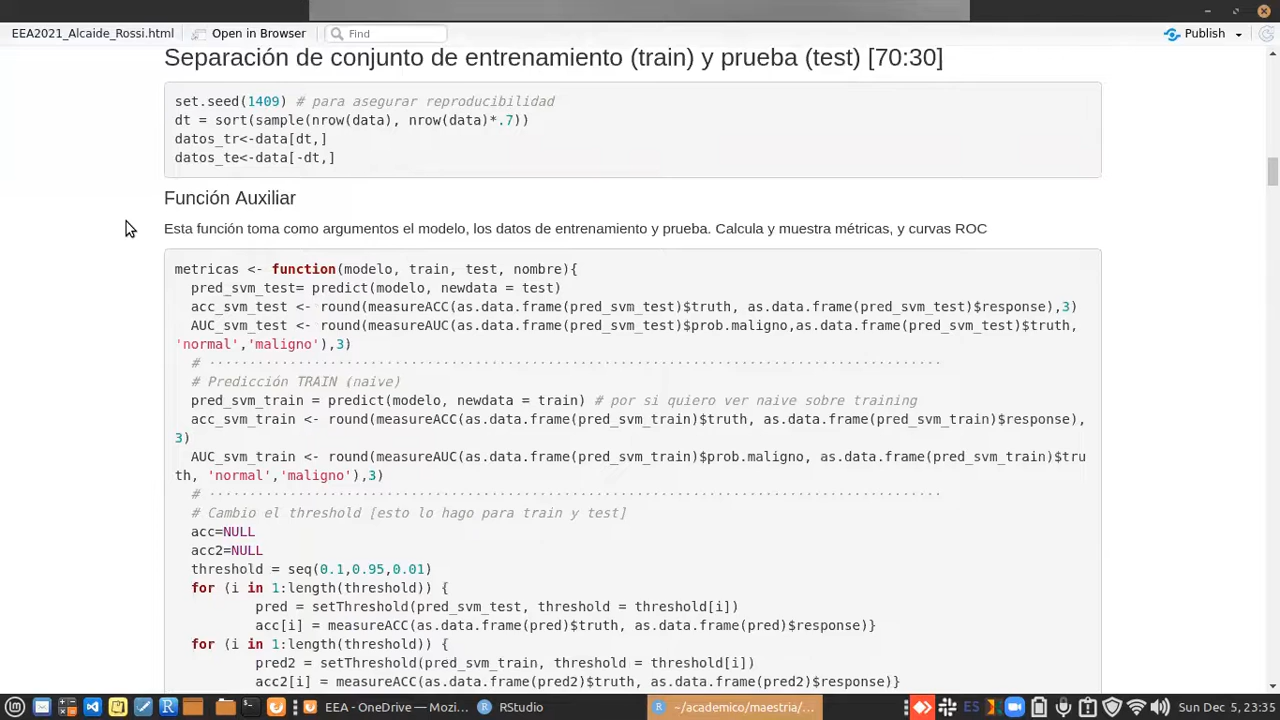 EEA2021_Alcaide_Rossi.html
Open in Browser
Find
Publish
Separación de conjunto de entrenamiento (train) y prueba (test) [70:30]
set.seed(1409) # para asegurar reproducibilidad
dt = sort(sample(nrow(data), nrow(data)*.7))
datos_tr<-data[dt,]
datos_te<-data[-dt,]
Función Auxiliar
Esta función toma como argumentos el modelo, los datos de entrenamiento y prueba. Calcula y muestra métricas, y curvas ROC
metricas <- function(modelo, train, test, nombre){
pred_svm_test= predict(modelo, newdata = test)
acc_svm_test <- round(measureACC(as.data.frame(pred_svm_test)$truth, as.data.frame(pred_svm_test)$response),3)
AUC_svm_test <- round(measureAUC(as.data.frame(pred_svm_test)$prob.maligno,as.data.frame(pred_svm_test)$truth,
'normal','maligno'),3)
# ···························································································
# Predicción TRAIN (naive)
pred_svm_train = predict(modelo, newdata = train) # por si quiero ver naive sobre training
acc_svm_train <- round(measureACC(as.data.frame(pred_svm_train)$truth, as.data.frame(pred_svm_train)$response),
3)
AUC_svm_train <- round(measureAUC(as.data.frame(pred_svm_train)$prob.maligno, as.data.frame(pred_svm_train)$tru
th, 'normal','maligno'),3)
# ···························································································
# Cambio el threshold [esto lo hago para train y test]
acc=NULL
acc2=NULL
threshold = seq(0.1,0.95,0.01)
for (i in 1:length(threshold)) {
pred = setThreshold(pred_svm_test, threshold = threshold[i])
acc[i] = measureACC(as.data.frame(pred)$truth, as.data.frame(pred)$response)}
for (i in 1:length(threshold)) {
pred2 = setThreshold(pred_svm_train, threshold = threshold[i])
acc2[i] = measureACC(as.data.frame(pred2)$truth, as.data.frame(pred2)$response)}
EEA - OneDrive — Mozi...
RStudio
~/academico/maestria/...
ES
Sun Dec 5, 23:35